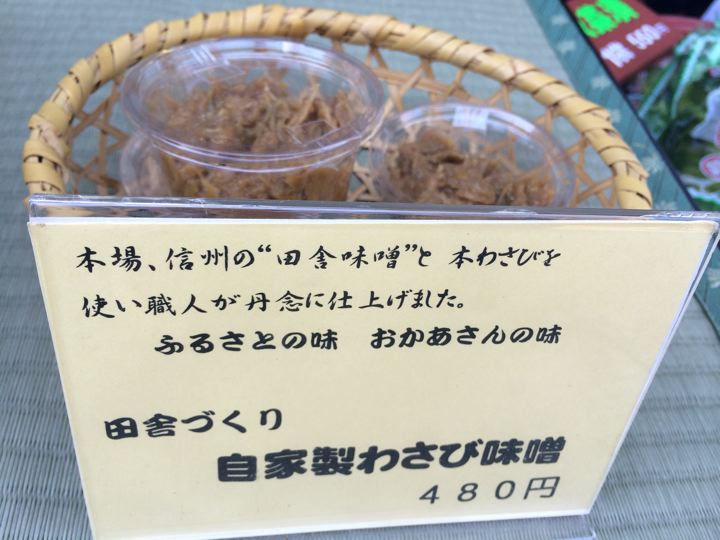 本場、信州の“田舎味噌”と 本わさびを
使い職人が丹念に仕上げました。
ふるさとの味 おかあさんの味
田舎づくり
自家製わさび味噌
480円